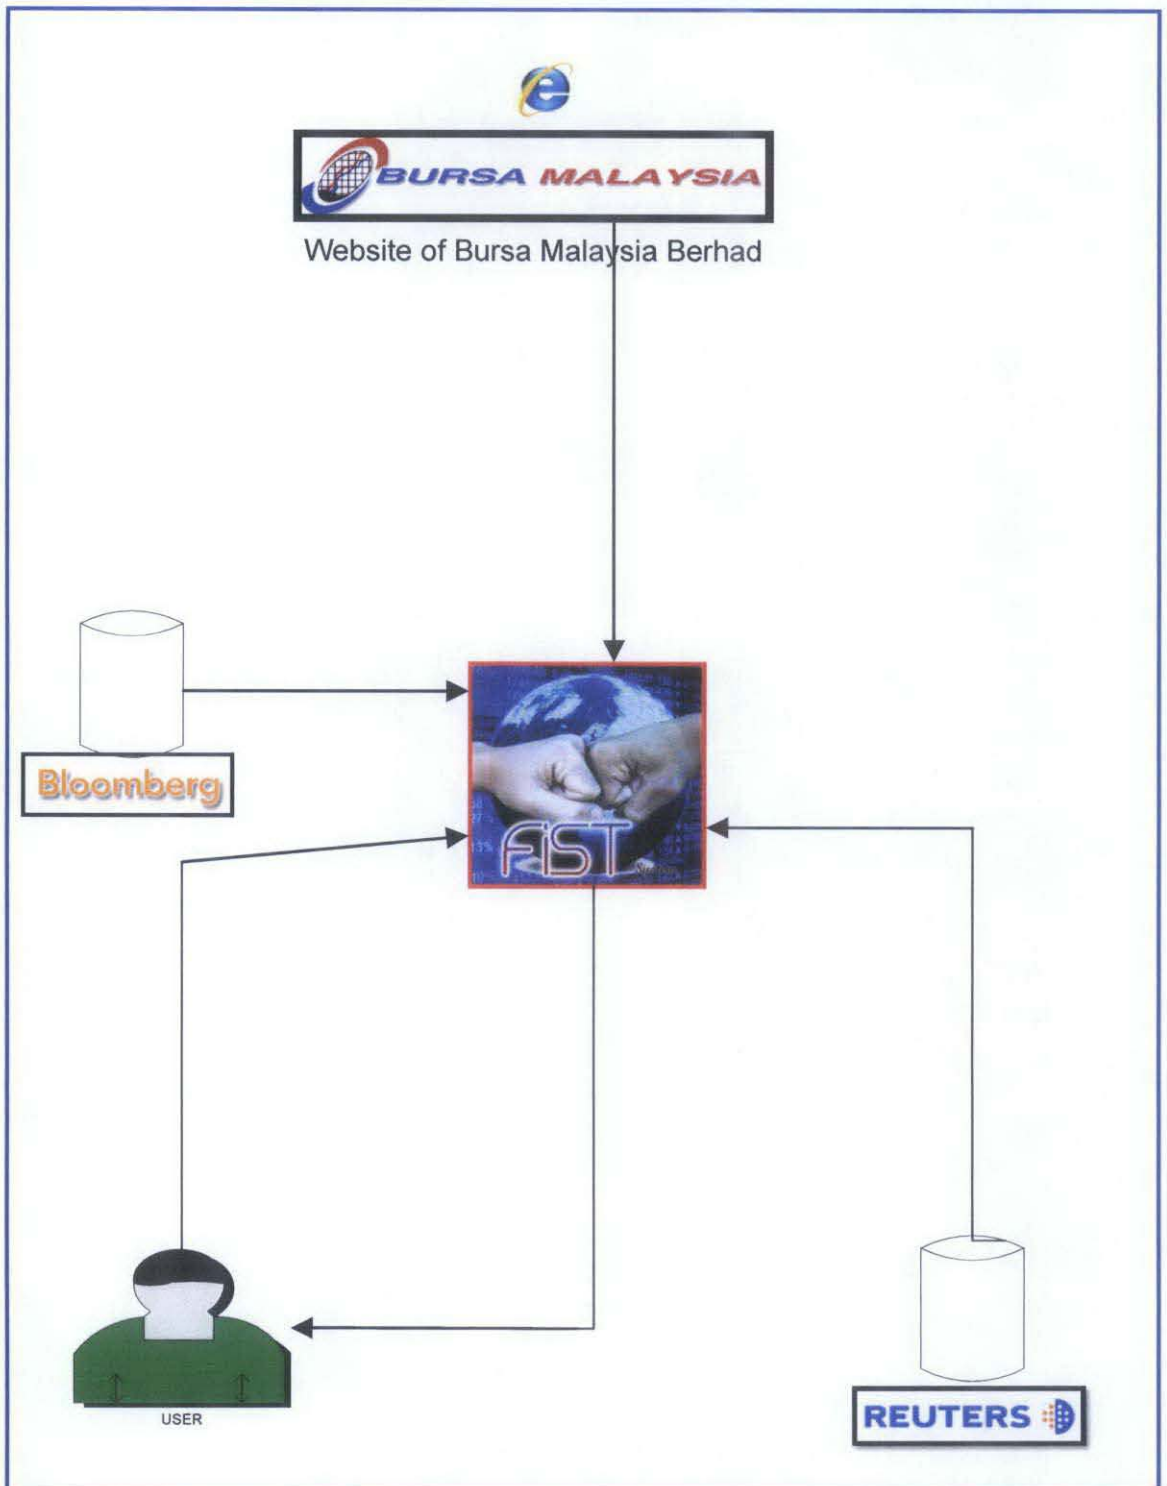 BURSA MALAYSIA
Website of Bursa Malaysia Berhad
Bloomberg
FiST
USER
REUTERS